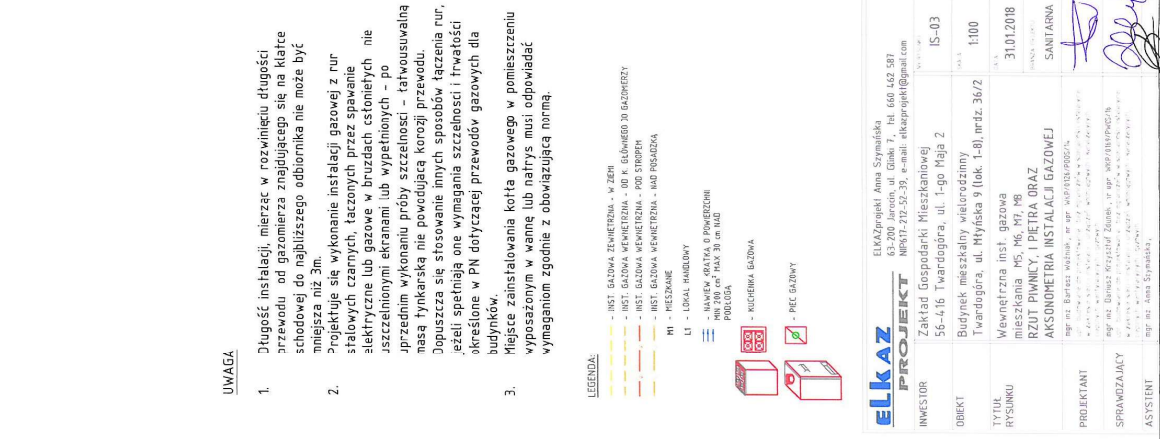 UWAGA
1. Długość instalacji, mierząc w rozwinięciu długości
przewodu od gazomierza znajdującego się na klatce
schodowej do najbliższego odbiornika nie może być
mniejsza niż 3m.
2. Projektuje się wykonanie instalacji gazowej z rur
stalowych czarnych, łączonych przez spawanie
elektryczne lub gazowe w bruzdach osłoniętych nie
uszczelnionymi ekranami lub wypełnionych – po
uprzednim wykonaniu próby szczelnosci – łatwousuwalną
masą tynkarską nie powodującą korozji przewodu.
Dopuszcza się stosowanie innych sposobów łączenia rur,
jeżeli spełniają one wymagania szczelnosci i trwałości
określone w PN dotyczącej przewodów gazowych dla
budynków.
3. Miejsce zainstalowania kotła gazowego w pomieszczeniu
wyposażonym w wannę lub natrys musi odpowiadać
wymaganiom zgodnie z obowiązującą normą.
LEGENDA:
- INST. GAZOWA ZEWNĘTRZNA - W ZIEMI
- INST. GAZOWA WEWNĘTRZNA - OD K. GŁÓWNEGO DO GAZOMIERZY
- INST. GAZOWA WEWNĘTRZNA - POD STROPEM
- INST. GAZOWA WEWNĘTRZNA - NAD POSADZKĄ
M1 - MIESZKANIE
L1 - LOKAL HANDLOWY
- NAWIEW KRATKA O POWIERZCHNI
MIN 200 cm² MAX 30 cm NAD
PODŁOGĄ
- KUCHENKA GAZOWA
- PIEC GAZOWY
ELKAZ
PROJEKT
ELKAZprojekt Anna Szymańska
63-200 Jarocin, ul. Glinki 7, tel. 660 462 587
NIP617-212-52-39, e-mail: elkazprojekt@gmail.com
INWESTOR
Zakład Gospodarki Mieszkaniowej
56-416 Twardogóra, ul. 1-go Maja 2
IS-03
OBIEKT
Budynek mieszkalny wielorodzinny
Twardogóra, ul. Młyńska 9 (lok. 1-8), nr dz. 36/2
1:100
TYTUŁ
RYSUNKU
Wewnętrzna inst. gazowa
mieszkania M5, M6, M7, M8
RZUT PIWNICY, I PIĘTRA ORAZ
AKSONOMETRIA INSTALACJI GAZOWEJ
31.01.2018
SANITARNA
PROJEKTANT
mgr inż. Bartosz Woźniak, nr upr.
SPRAWDZAJĄCY
mgr inż. Dariusz Krzysztof Zdunek, nr upr.
ASYSTENT
mgr inż. Anna Szymańska,